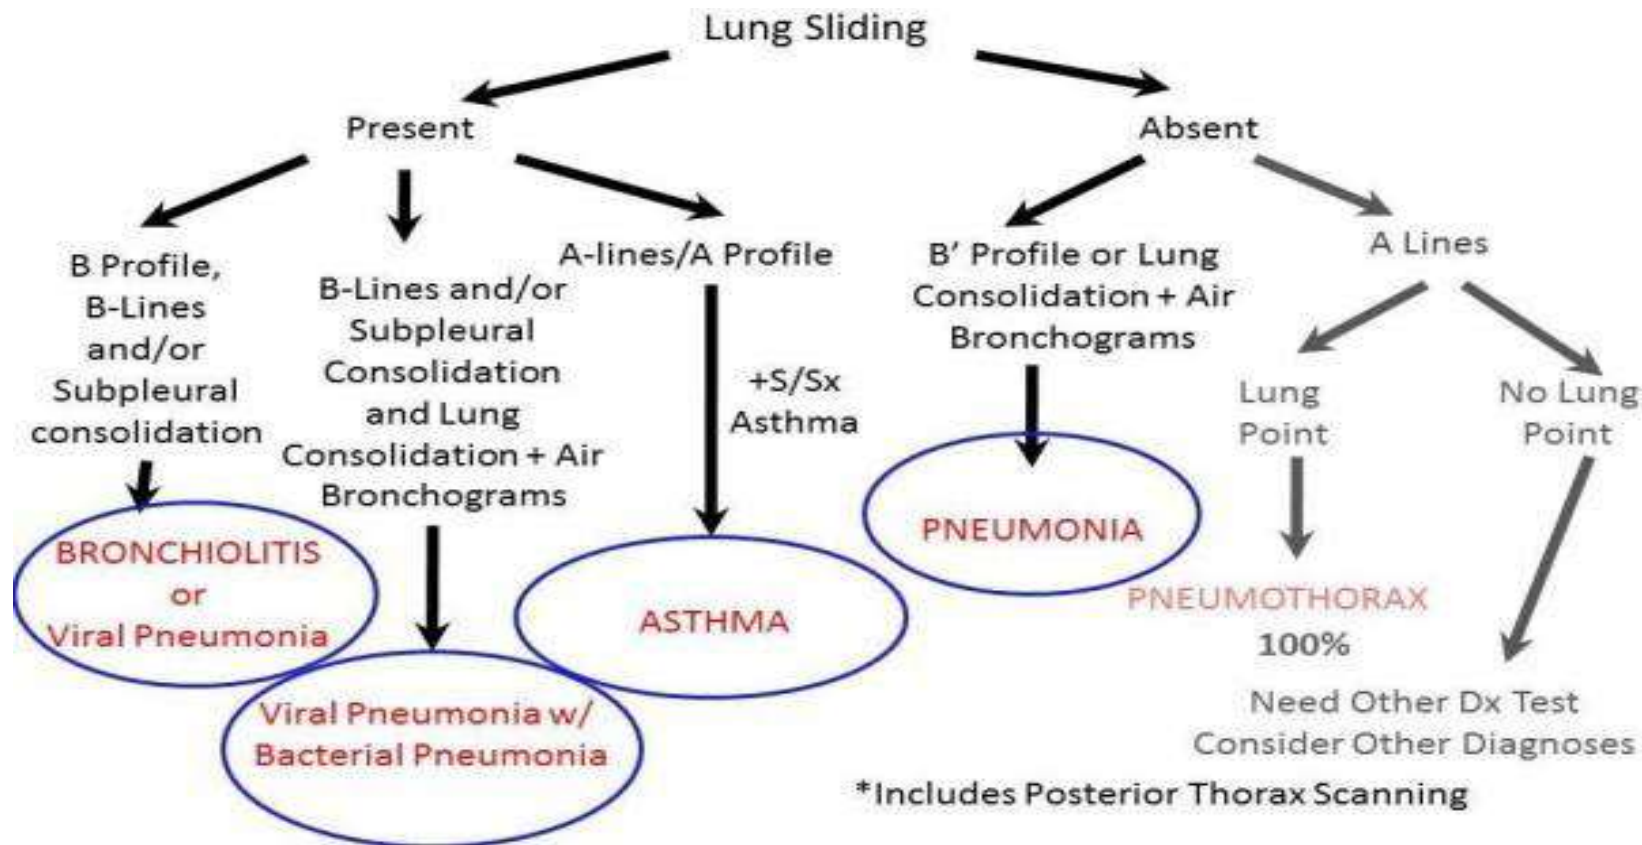 Lung Sliding
Present
Absent
B Profile,
B-Lines
and/or
Subpleural
consolidation
B-Lines and/or
Subpleural
Consolidation
and Lung
Consolidation + Air
Bronchograms
A-lines/A Profile
+S/Sx
Asthma
B' Profile or Lung
Consolidation + Air
Bronchograms
A Lines
Lung
Point
No Lung
Point
BRONCHIOLITIS
or
Viral Pneumonia
Viral Pneumonia w/
Bacterial Pneumonia
ASTHMA
PNEUMONIA
PNEUMOTHORAX
100%
Need Other Dx Test
Consider Other Diagnoses
*Includes Posterior Thorax Scanning